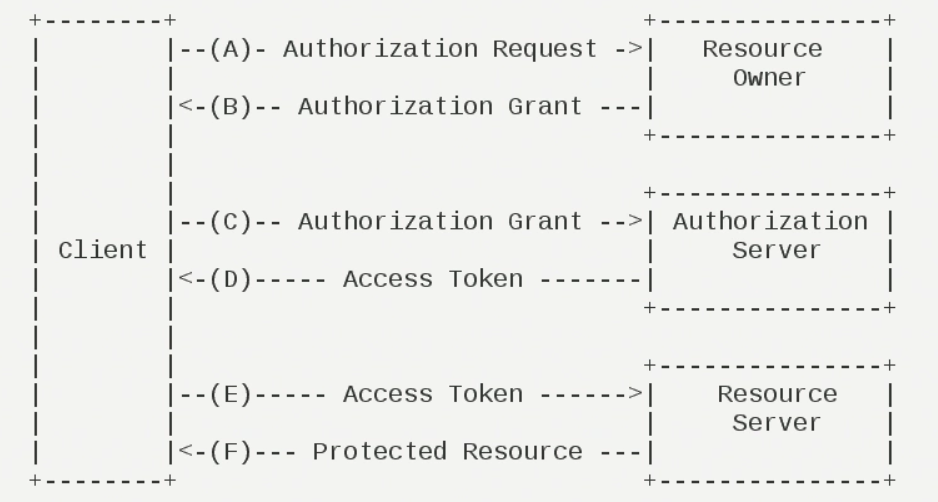 +--------+                               +---------------+
|        |--(A)- Authorization Request ->|   Resource    |
|        |                               |     Owner     |
|        |<-(B)-- Authorization Grant ---|               |
|        |                               +---------------+
|        |
|        |                               +---------------+
|        |--(C)-- Authorization Grant -->| Authorization |
| Client |                               |     Server    |
|        |<-(D)----- Access Token -------|               |
|        |                               +---------------+
|        |
|        |                               +---------------+
|        |--(E)----- Access Token ------>|    Resource   |
|        |                               |     Server    |
|        |<-(F)--- Protected Resource ---|               |
+--------+                               +---------------+